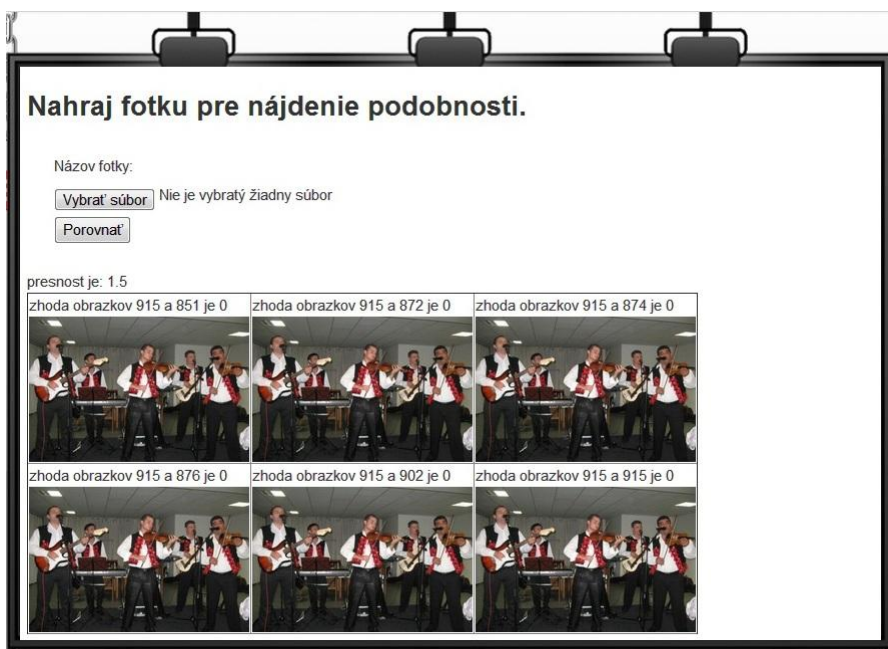 Nahraj fotku pre nájdenie podobnosti.
Názov fotky:
Vybrať súbor Nie je vybratý žiadny súbor
Porovnať
presnost je: 1.5
zhoda obrazkov 915 a 851 je 0 zhoda obrazkov 915 a 872 je 0 zhoda obrazkov 915 a 874 je 0
zhoda obrazkov 915 a 876 je 0 zhoda obrazkov 915 a 902 je 0 zhoda obrazkov 915 a 915 je 0